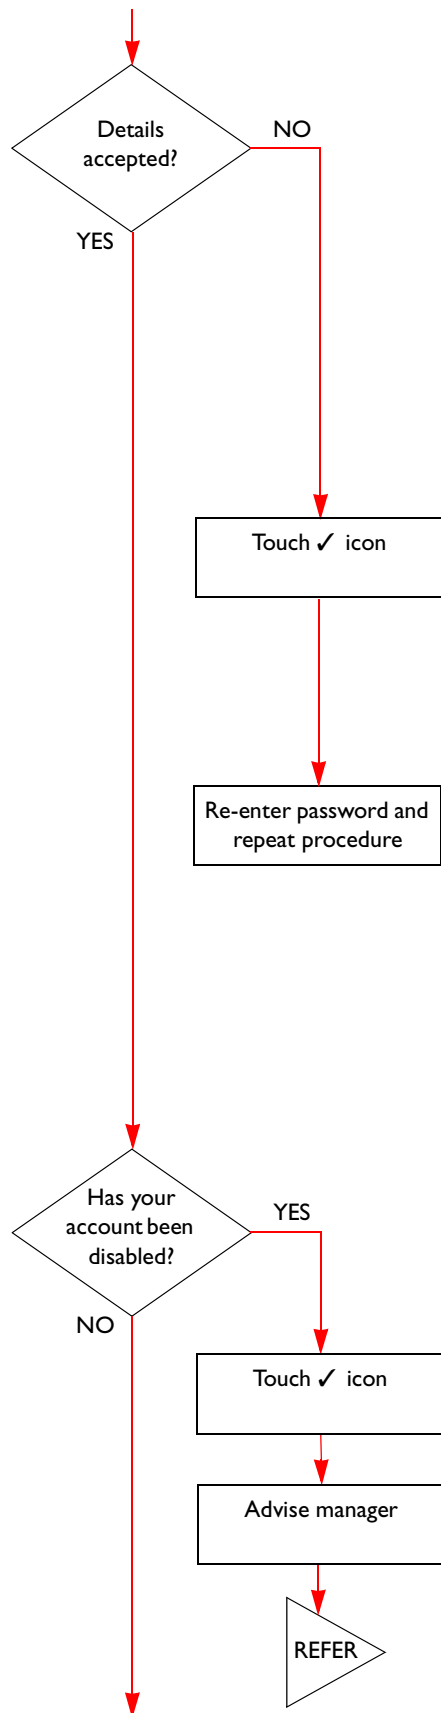 Details
accepted?
NO
YES
Touch ✓ icon
Re-enter password and
repeat procedure
Has your
account been
disabled?
YES
NO
Touch ✓ icon
Advise manager
REFER